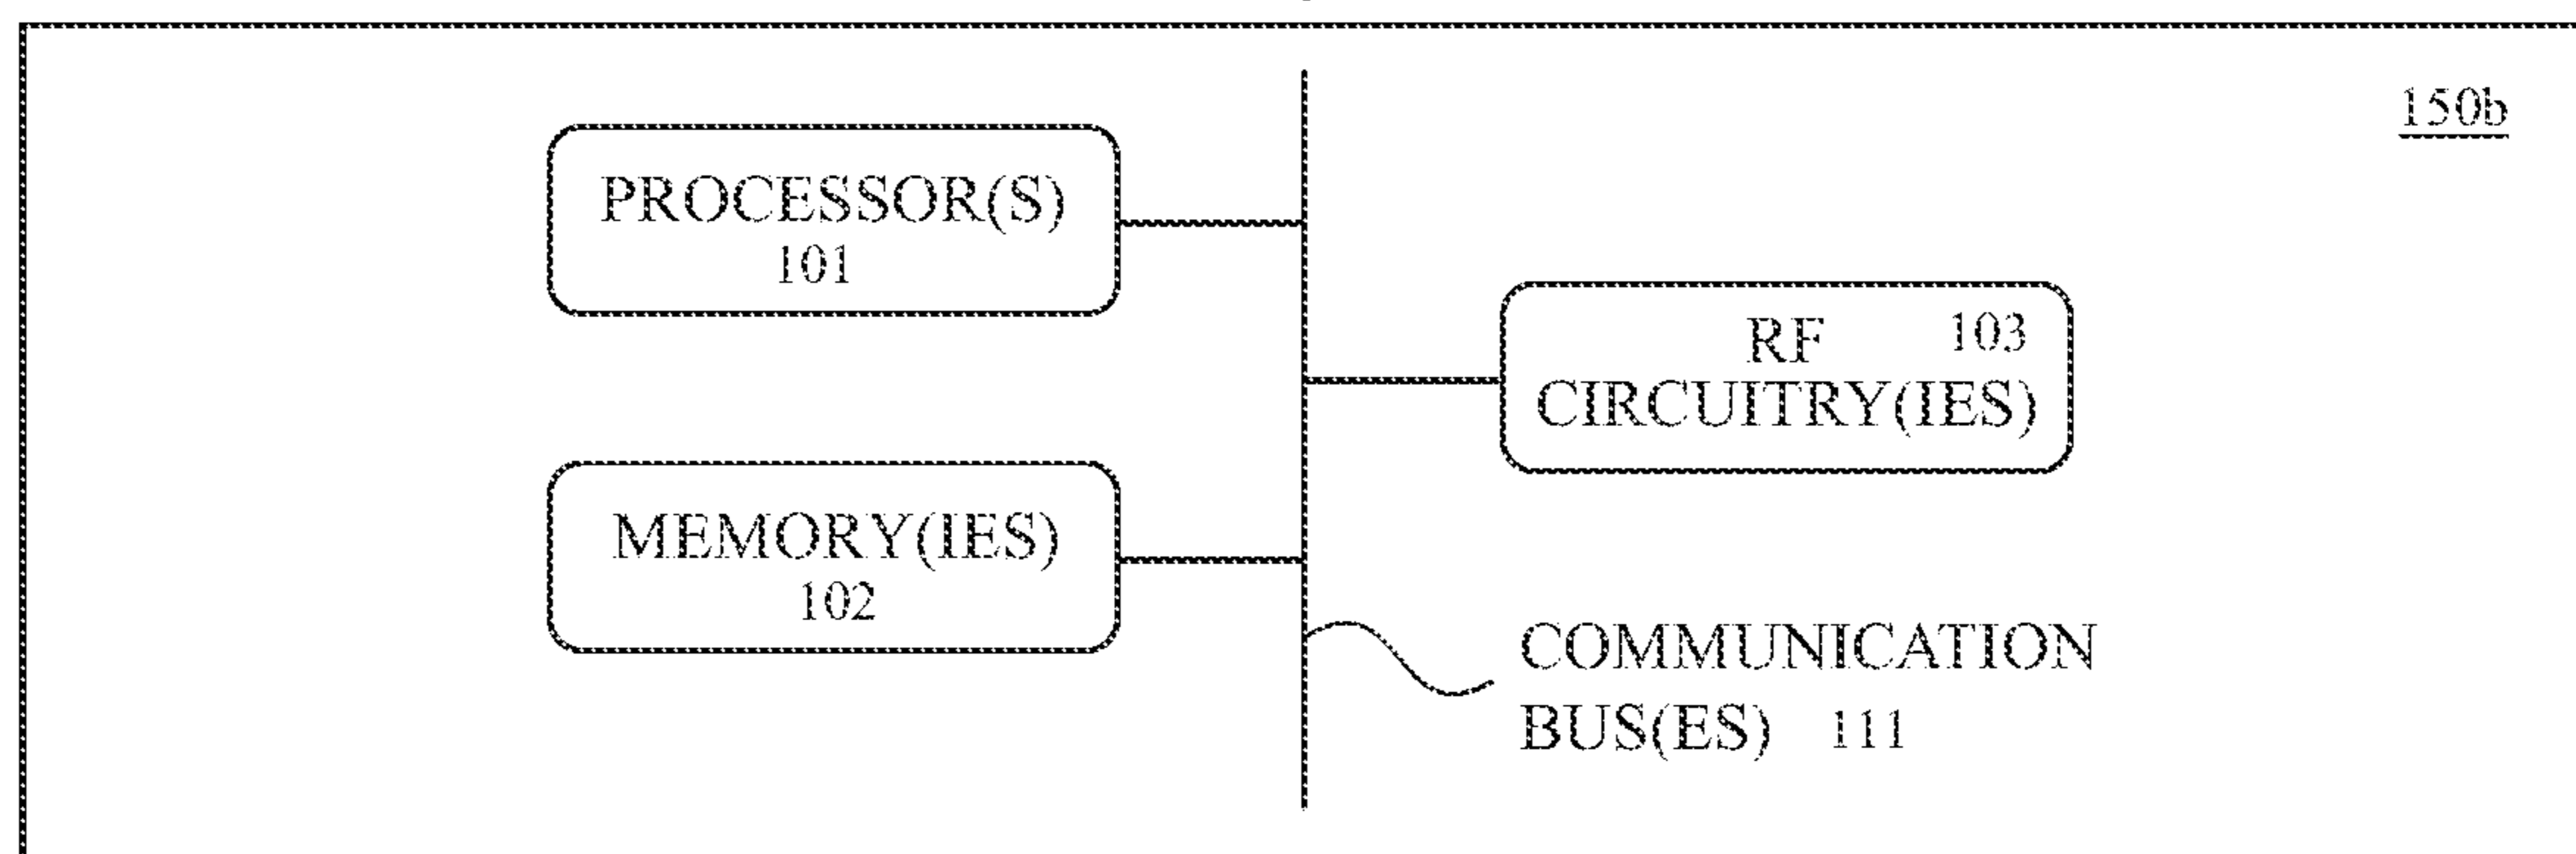 150b
PROCESSOR(S)
101
RF 103
CIRCUITRY(IES)
MEMORY(IES)
102
COMMUNICATION
BUS(ES) 111